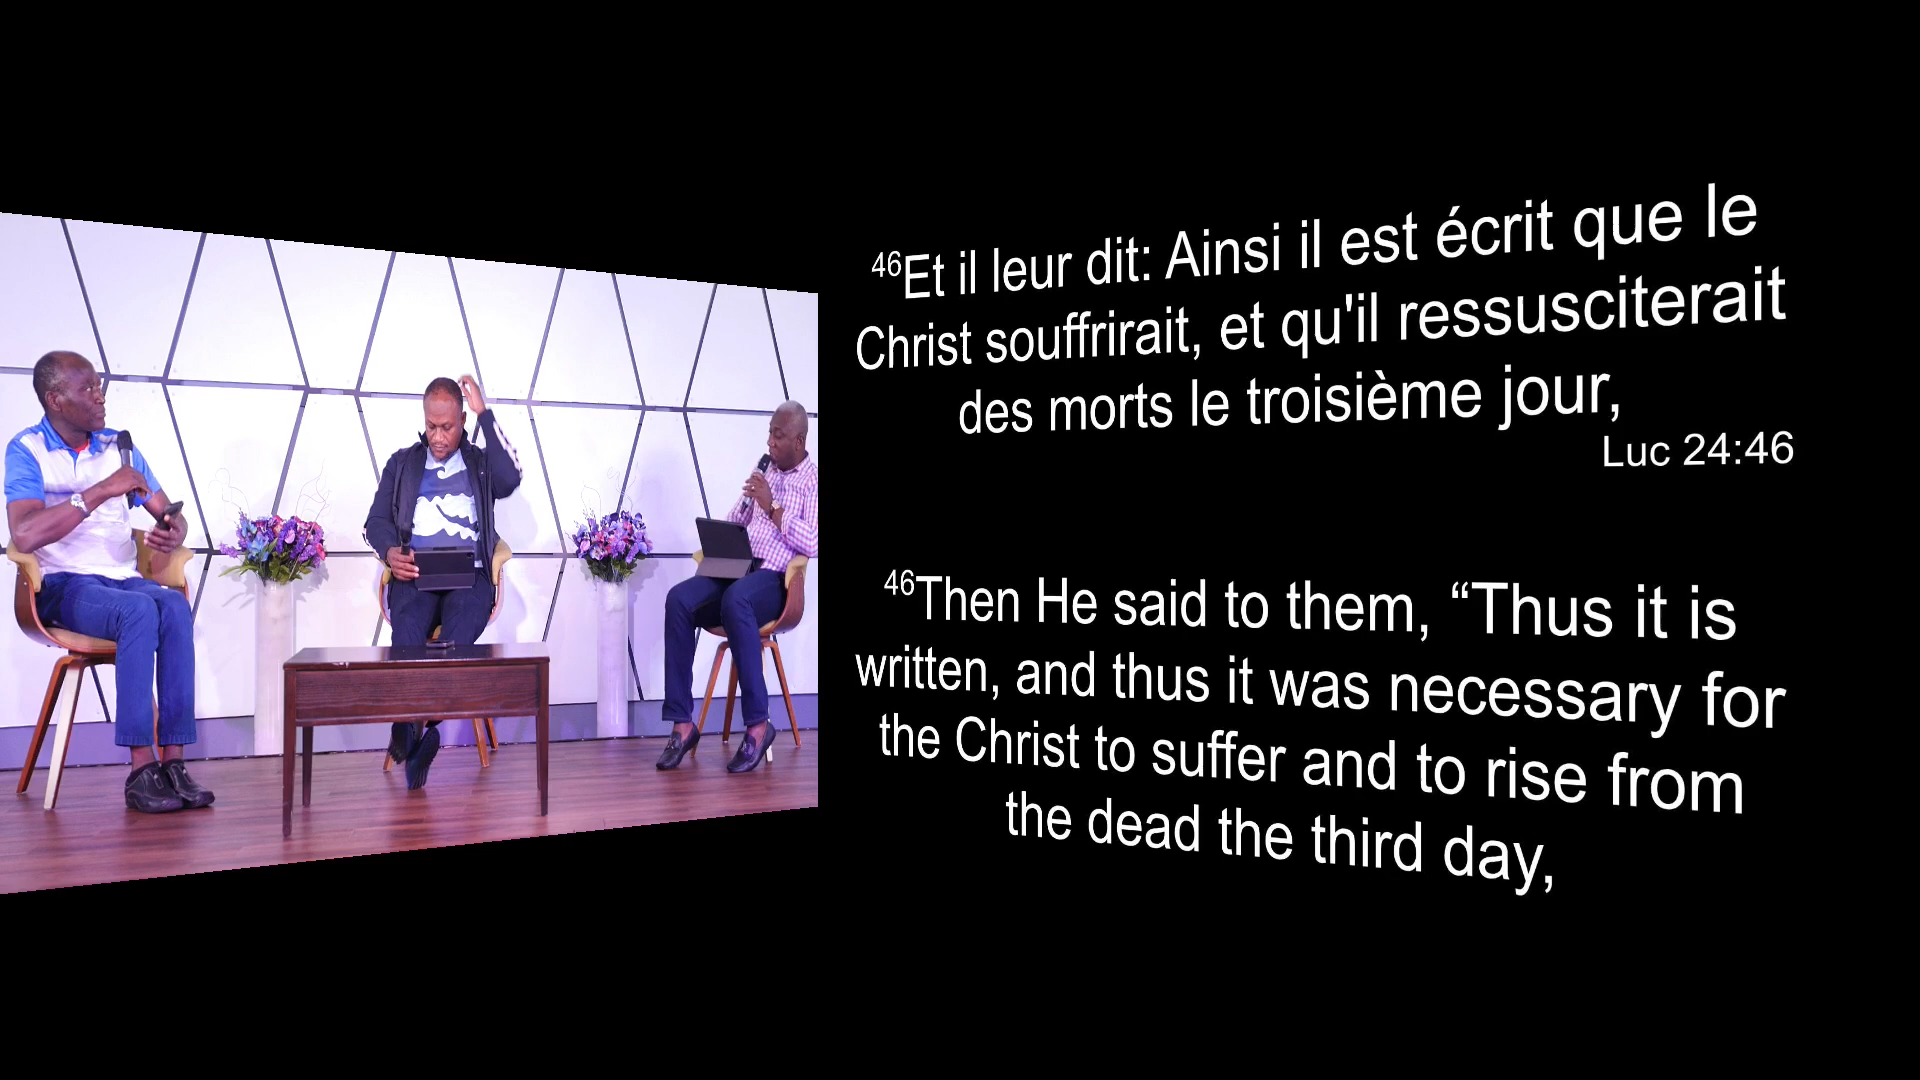 ⁴⁶Et il leur dit: Ainsi il est écrit que le
Christ souffrirait, et qu'il ressusciterait
des morts le troisième jour,
Luc 24:46
⁴⁶Then He said to them, “Thus it is
written, and thus it was necessary for
the Christ to suffer and to rise from
the dead the third day,